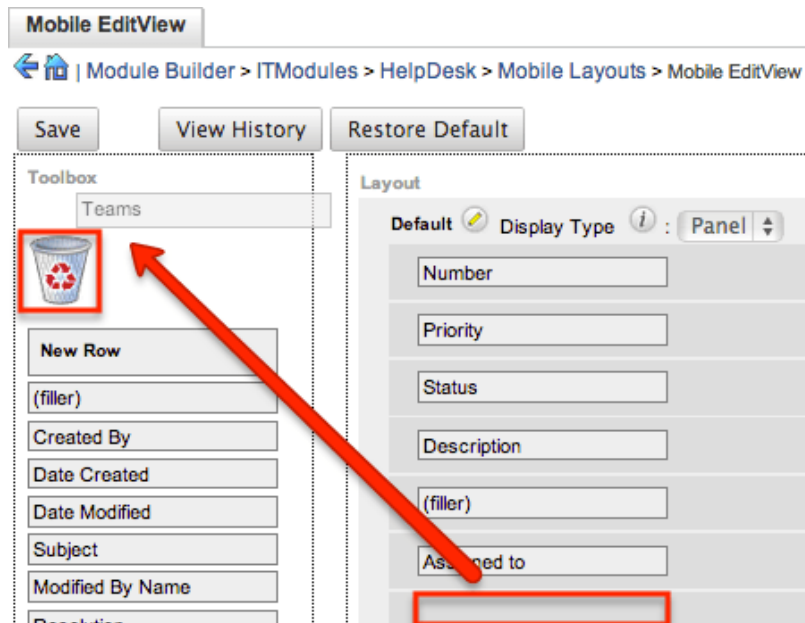 Mobile EditView
| Module Builder > ITModules > HelpDesk > Mobile Layouts > Mobile EditView
Save View History Restore Default
Toolbox
Teams
New Row
(filler)
Created By
Date Created
Date Modified
Subject
Modified By Name
Resolution
Layout
Default Display Type i : Panel
Number
Priority
Status
Description
(filler)
Assigned to